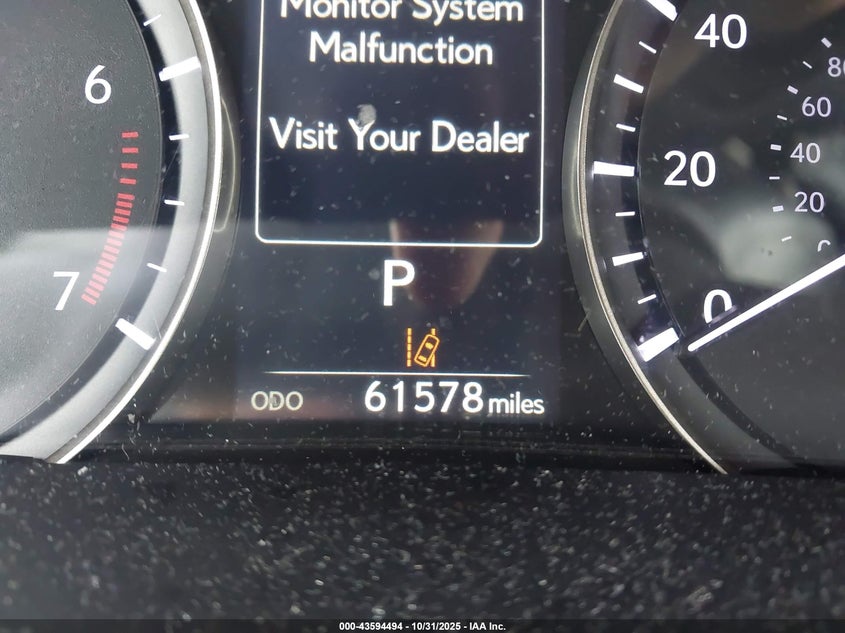 Monitor System
Malfunction
Visit Your Dealer
6
7
P
ODO 61578 miles
40
20
0
80
60
40
20
000-43594494 - 10/31/2025 - IAA Inc.